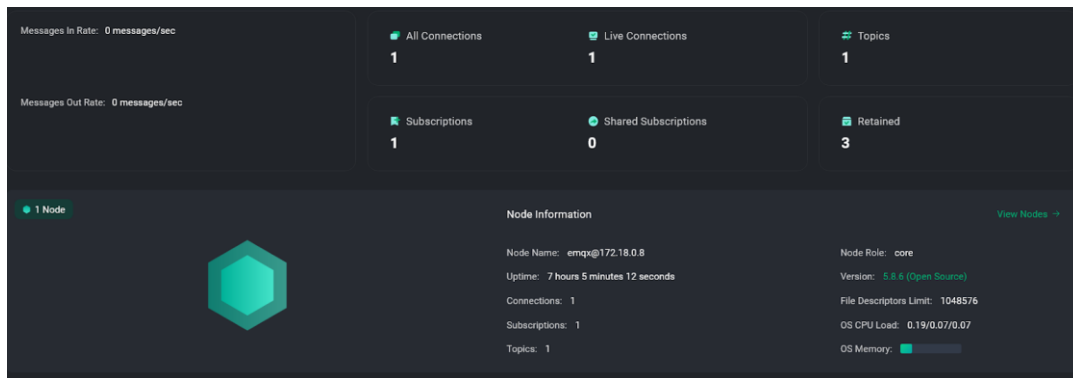 Messages In Rate: 0 messages/sec
All Connections
1
Live Connections
1
Topics
1
Messages Out Rate: 0 messages/sec
Subscriptions
1
Shared Subscriptions
0
Retained
3
1 Node
Node Information
View Nodes →
Node Name: emqx@172.18.0.8
Node Role: core
Uptime: 7 hours 5 minutes 12 seconds
Version: 5.8.6 (Open Source)
Connections: 1
File Descriptors Limit: 1048576
Subscriptions: 1
OS CPU Load: 0.19/0.07/0.07
Topics: 1
OS Memory: